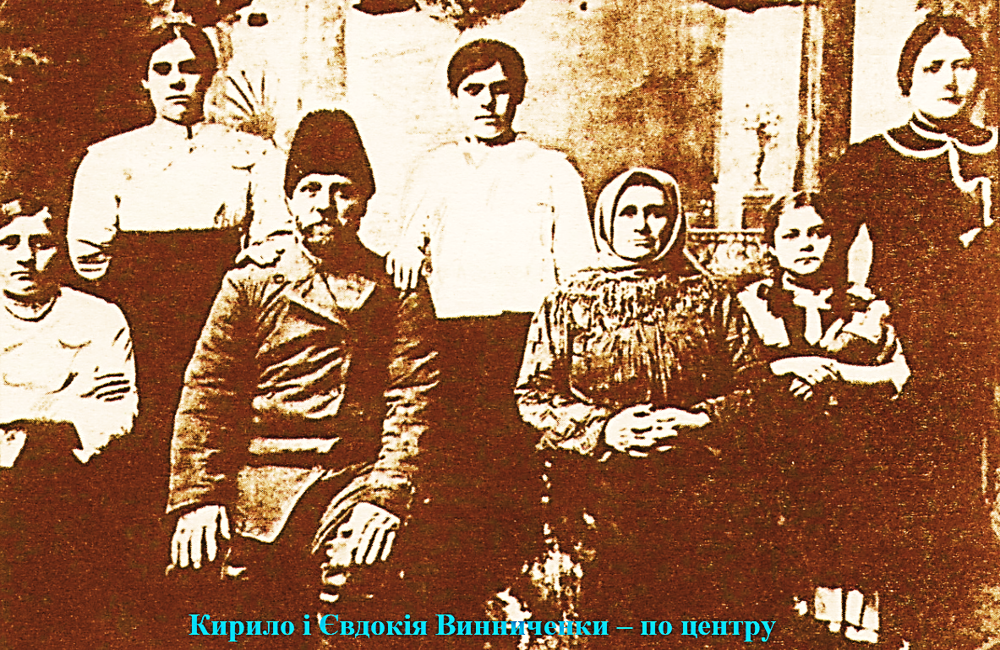 Кирило і Євдокія Винниченки – по центру